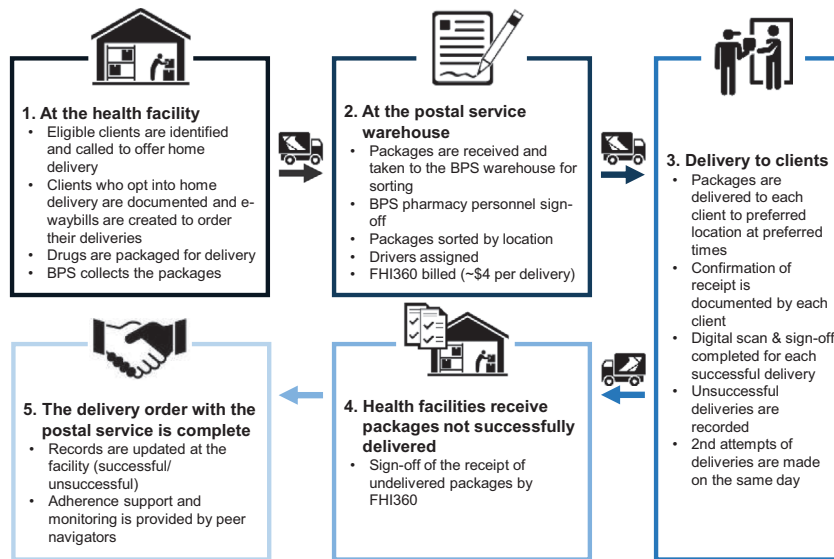 1. At the health facility
• Eligible clients are identified
and called to offer home
delivery
• Clients who opt into home
delivery are documented and e-
waybills are created to order
their deliveries
• Drugs are packaged for delivery
• BPS collects the packages
2. At the postal service
warehouse
• Packages are received and
taken to the BPS warehouse for
sorting
• BPS pharmacy personnel sign-
off
• Packages sorted by location
• Drivers assigned
• FHI360 billed (~$4 per delivery)
3. Delivery to clients
• Packages are
delivered to each
client to preferred
location at preferred
times
• Confirmation of
receipt is
documented by each
client
• Digital scan & sign-off
completed for each
successful delivery
• Unsuccessful
deliveries are
recorded
• 2nd attempts of
deliveries are made
on the same day
4. Health facilities receive
packages not successfully
delivered
• Sign-off of the receipt of
undelivered packages by
FHI360
5. The delivery order with the
postal service is complete
• Records are updated at the
facility (successful/
unsuccessful)
• Adherence support and
monitoring is provided by peer
navigators